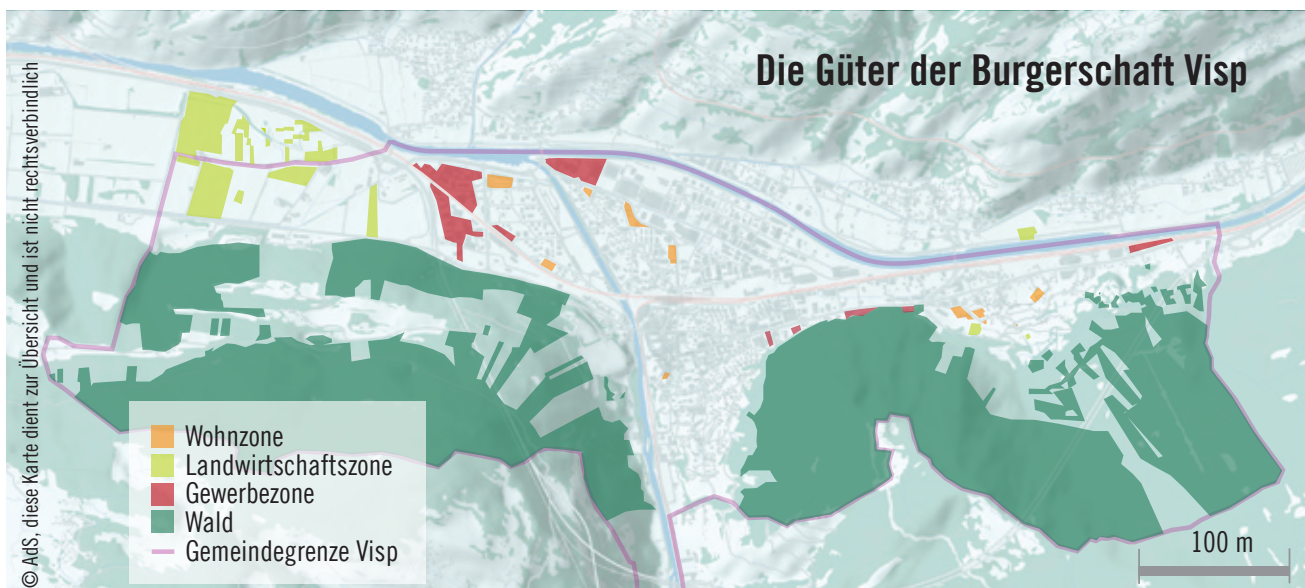 Die Güter der Burgerschaft Visp
© AdS, diese Karte dient zur Übersicht und ist nicht rechtsverbindlich
Wohnzone
Landwirtschaftszone
Gewerbezone
Wald
Gemeindegrenze Visp
100 m